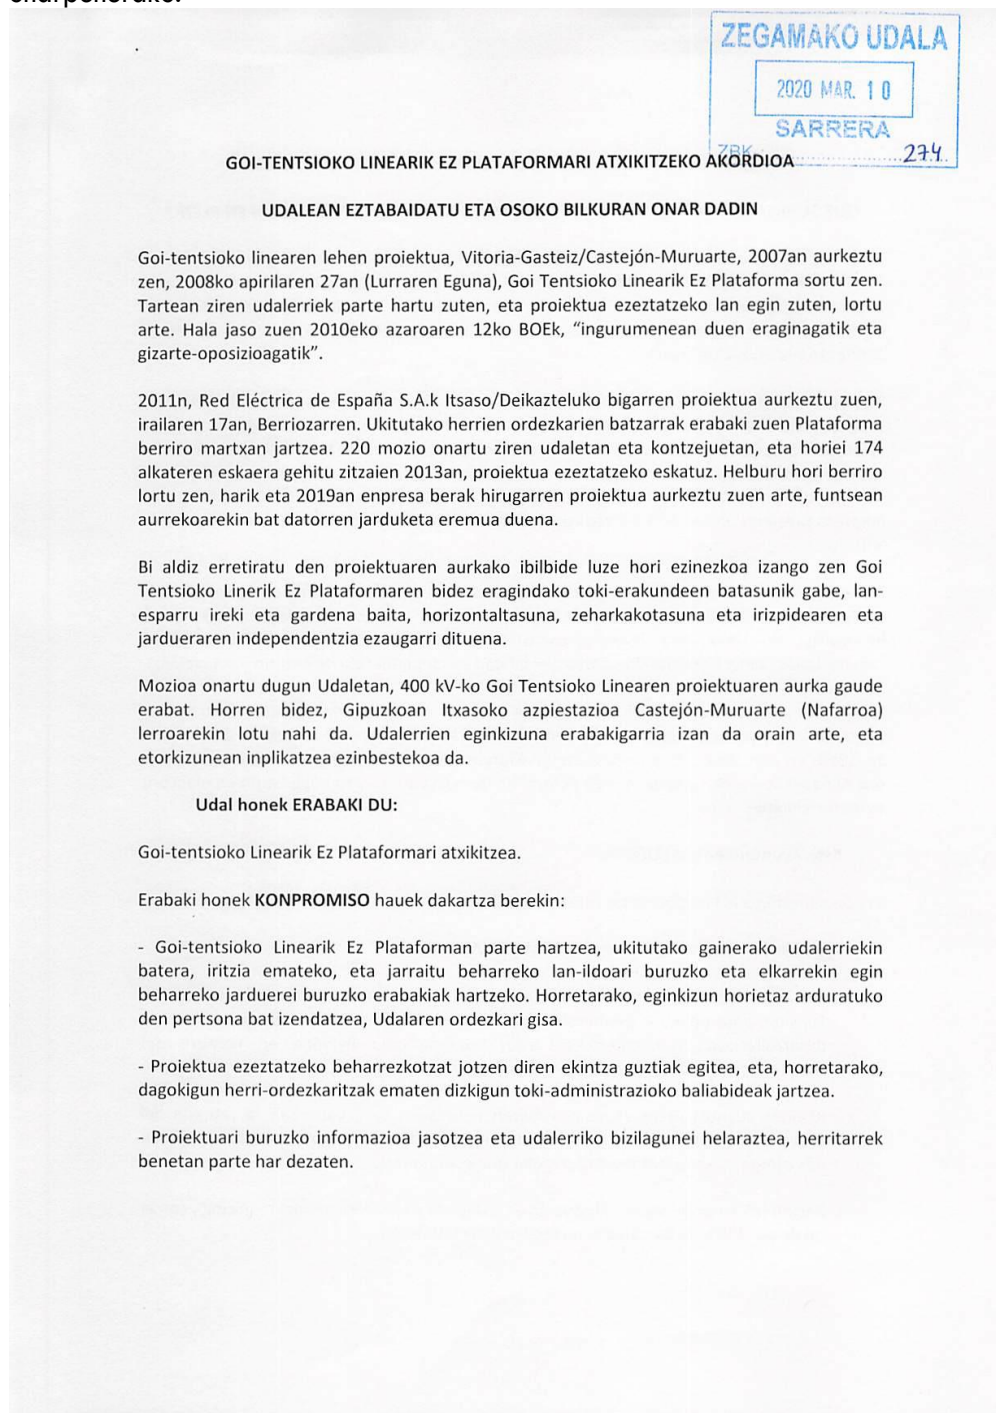 ZEGAMAKO UDALA
2020 MAR. 10
SARRERA
ZBK. 274
GOI-TENTSIOKO LINEARIK EZ PLATAFORMARI ATXIKITZEKO AKORDIOA
UDALEAN EZTABAIDATU ETA OSOKO BILKURAN ONAR DADIN
Goi-tentsioko linearen lehen proiektua, Vitoria-Gasteiz/Castejón-Muruarte, 2007an aurkeztu
zen, 2008ko apirilaren 27an (Lurraren Eguna), Goi Tentsioko Linearik Ez Plataforma sortu zen.
Tartean ziren udalerriek parte hartu zuten, eta proiektua ezeztatzeko lan egin zuten, lortu
arte. Hala jaso zuen 2010eko azaroaren 12ko BOEk, “ingurumenean duen eraginagatik eta
gizarte-oposizioagatik”.
2011n, Red Eléctrica de España S.A.k Itsaso/Deikazteluko bigarren proiektua aurkeztu zuen,
irailaren 17an, Berriozarren. Ukitutako herrien ordezkarien batzarrak erabaki zuen Plataforma
berriro martxan jartzea. 220 mozio onartu ziren udaletan eta kontzejuetan, eta horiei 174
alkateren eskaera gehitu zitzaien 2013an, proiektua ezeztatzeko eskatuz. Helburu hori berriro
lortu zen, harik eta 2019an enpresa berak hirugarren proiektua aurkeztu zuen arte, funtsean
aurrekoarekin bat datorren jarduketa eremua duena.
Bi aldiz erretiratu den proiektuaren aurkako ibilbide luze hori ezinezkoa izango zen Goi
Tentsioko Linerik Ez Plataformaren bidez eragindako toki-erakundeen batasunik gabe, lan-
esparru ireki eta gardena baita, horizontaltasuna, zeharkakotasuna eta irizpidearen eta
jardueraren independentzia ezaugarri dituena.
Mozioa onartu dugun Udaletan, 400 kV-ko Goi Tentsioko Linearen proiektuaren aurka gaude
erabat. Horren bidez, Gipuzkoan Itxasoko azpiestazioa Castejón-Muruarte (Nafarroa)
lerroarekin lotu nahi da. Udalerrien eginkizuna erabakigarria izan da orain arte, eta
etorkizunean inplikatzea ezinbestekoa da.
Udal honek ERABAKI DU:
Goi-tentsioko Linearik Ez Plataformari atxikitzea.
Erabaki honek KONPROMISO hauek dakartza berekin:
- Goi-tentsioko Linearik Ez Plataforman parte hartzea, ukitutako gainerako udalerriekin
batera, iritzia emateko, eta jarraitu beharreko lan-ildoari buruzko eta elkarrekin egin
beharreko jarduerei buruzko erabakiak hartzeko. Horretarako, eginkizun horietaz arduratuko
den pertsona bat izendatzea, Udalaren ordezkari gisa.
- Proiektua ezeztatzeko beharrezkotzat jotzen diren ekintza guztiak egitea, eta, horretarako,
dagokigun herri-ordezkaritzak ematen dizkigun toki-administrazioko baliabideak jartzea.
- Proiektuari buruzko informazioa jasotzea eta udalerriko bizilagunei helaraztea, herritarrek
benetan parte har dezaten.